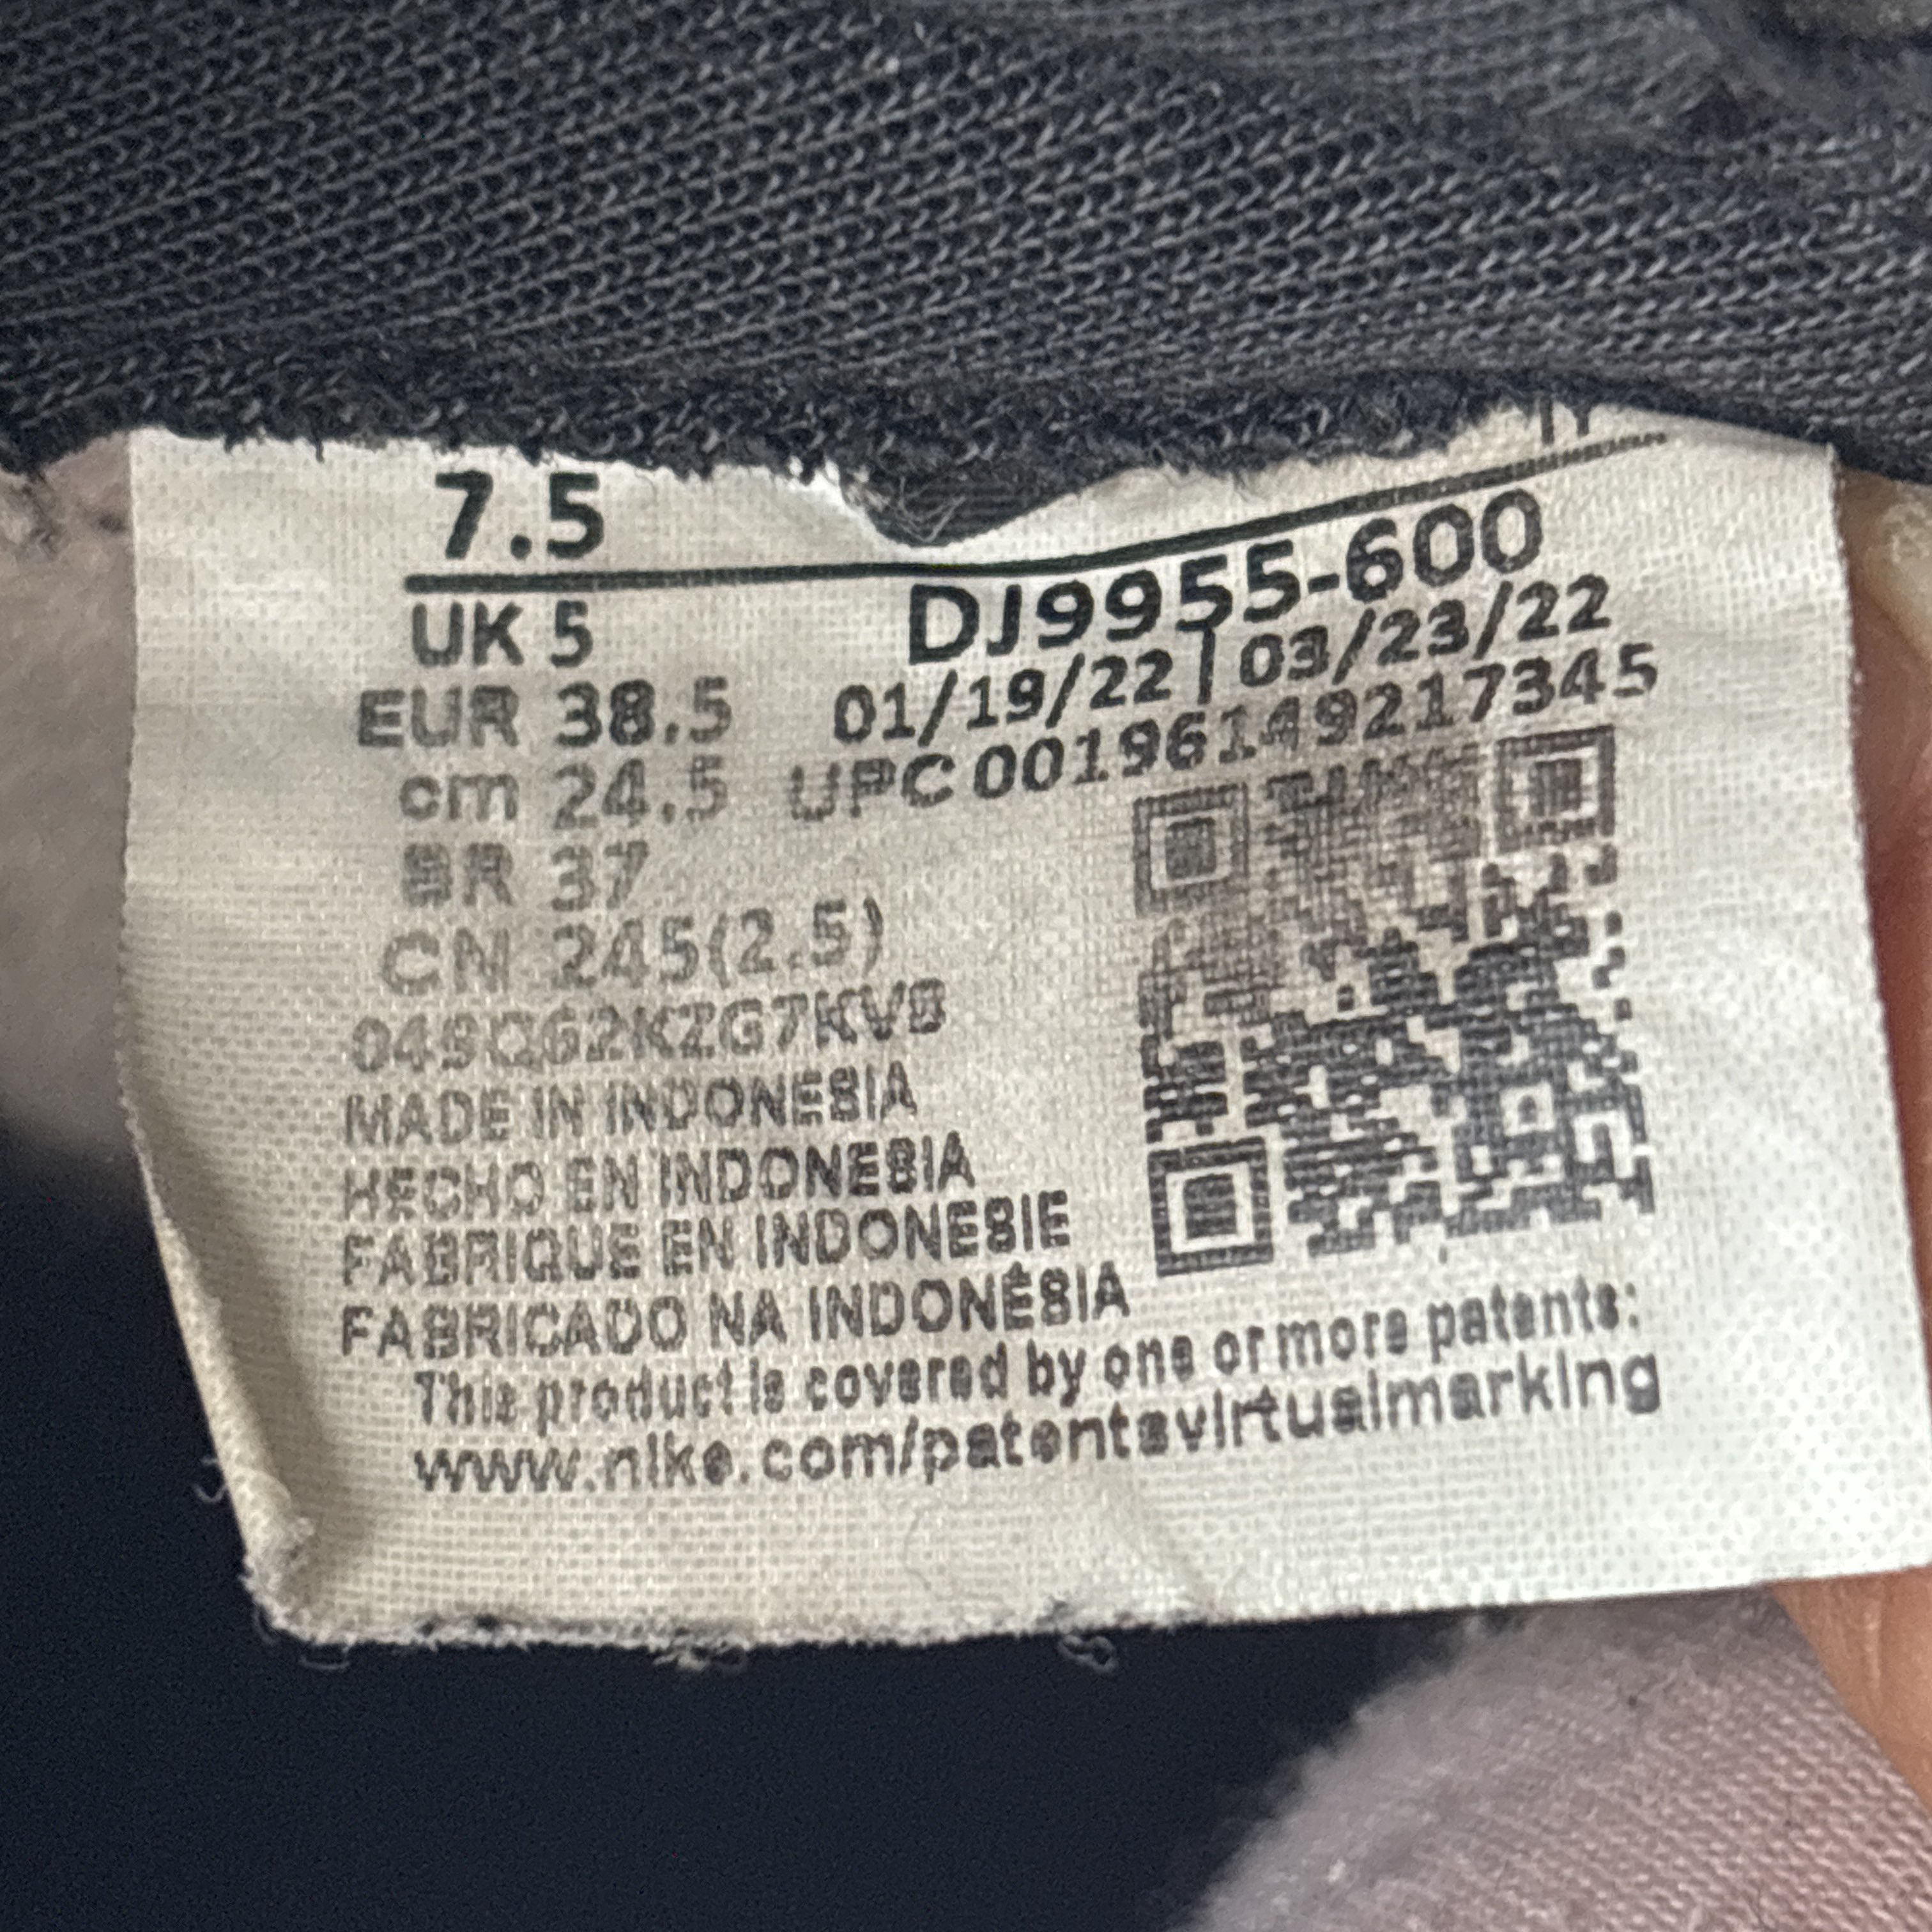 7.5
UK 5
EUR 38.5
cm 24.5
BR 37
CN 245(2.5)
DJ9955-600
01/19/22 | 03/23/22
UPC 00196149217345
MADE IN INDONESIA
HECHO EN INDONESIA
FABRIQUE EN INDONESIE
FABRICADO NA INDONÉSIA
This product is covered by one or more patents:
www.nike.com/patentsvirtualmarking